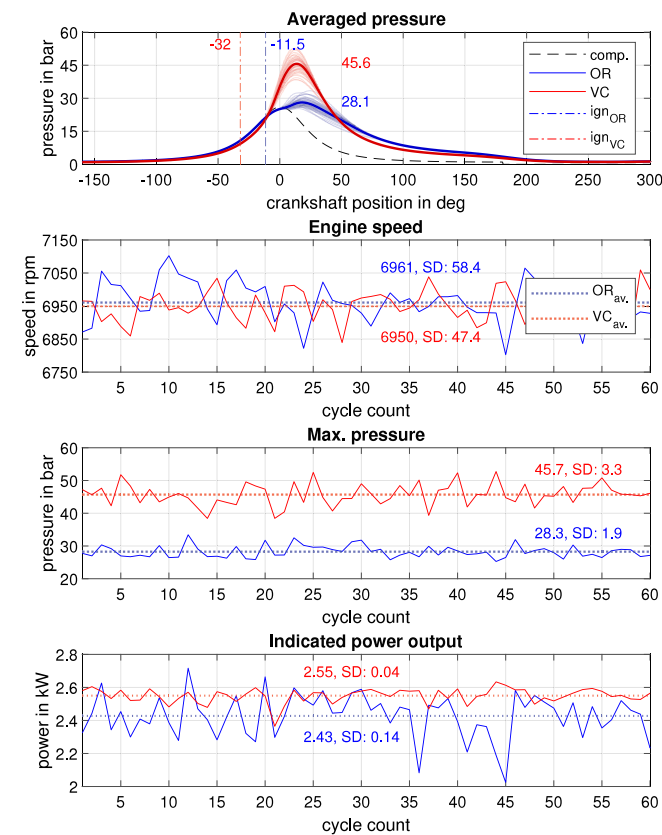 Averaged pressure
60
45
30
15
0
pressure in bar
-32
-11.5
45.6
28.1
comp.
OR
VC
ignOR
ignVC
-150
-100
-50
0
50
100
150
200
250
300
crankshaft position in deg
Engine speed
7150
7050
6950
6850
6750
speed in rpm
6961, SD: 58.4
6950, SD: 47.4
ORav.
VCav.
5
10
15
20
25
30
35
40
45
50
55
60
cycle count
Max. pressure
60
50
40
30
20
pressure in bar
45.7, SD: 3.3
28.3, SD: 1.9
5
10
15
20
25
30
35
40
45
50
55
60
cycle count
Indicated power output
2.8
2.6
2.4
2.2
2
power in kW
2.55, SD: 0.04
2.43, SD: 0.14
5
10
15
20
25
30
35
40
45
50
55
60
cycle count